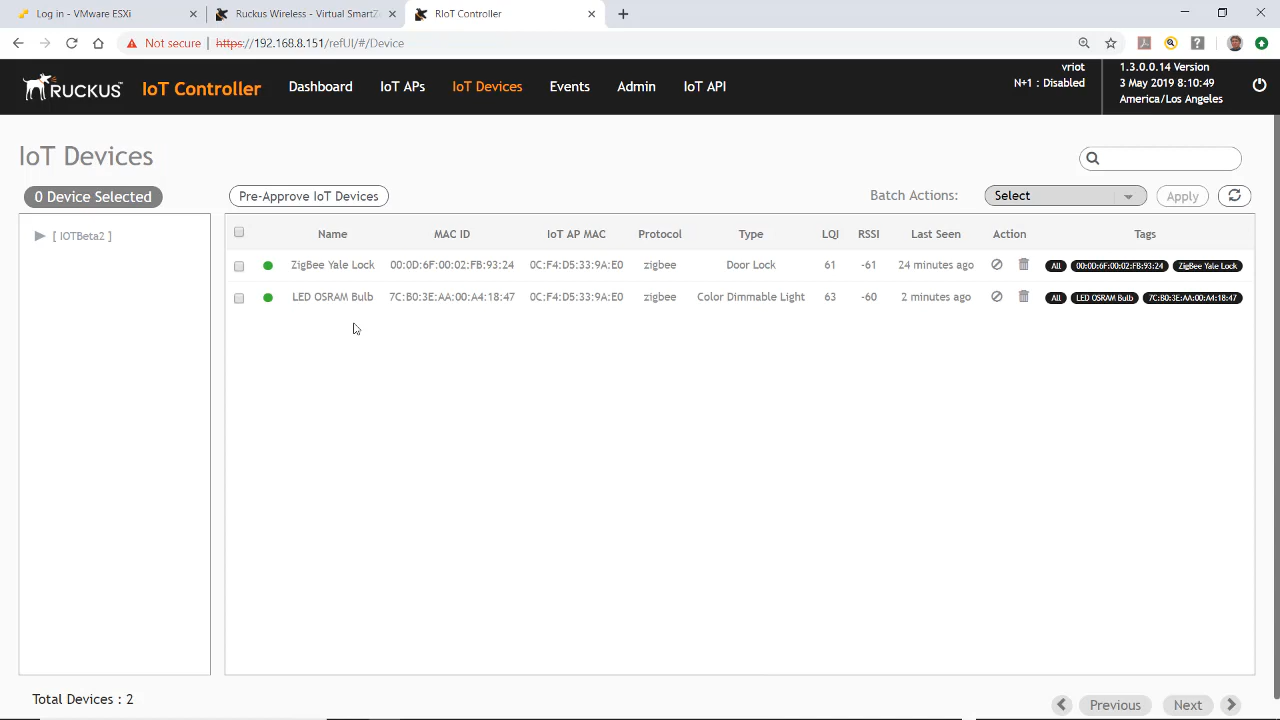 Log in - VMware ESXi
Ruckus Wireless - Virtual SmartZ
RIoT Controller
Not secure | https://192.168.8.151/refUI/#/Device
RUCKUS™ IoT Controller
Dashboard
IoT APs
IoT Devices
Events
Admin
IoT API
vriot
N+1 : Disabled
1.3.0.0.14 Version
3 May 2019 8:10:49
America/Los Angeles
IoT Devices
0 Device Selected
Pre-Approve IoT Devices
Batch Actions:
Select
Apply
[ IOTBeta2 ]
Name MAC ID IoT AP MAC Protocol Type LQI RSSI Last Seen Action Tags
ZigBee Yale Lock 00:0D:6F:00:02:FB:93:24 0C:F4:D5:33:9A:E0 zigbee Door Lock 61 -61 24 minutes ago All 00:0D:6F:00:02:FB:93:24 ZigBee Yale Lock
LED OSRAM Bulb 7C:B0:3E:AA:00:A4:18:47 0C:F4:D5:33:9A:E0 zigbee Color Dimmable Light 63 -60 2 minutes ago All LED OSRAM Bulb 7C:B0:3E:AA:00:A4:18:47
Total Devices : 2
Previous
Next